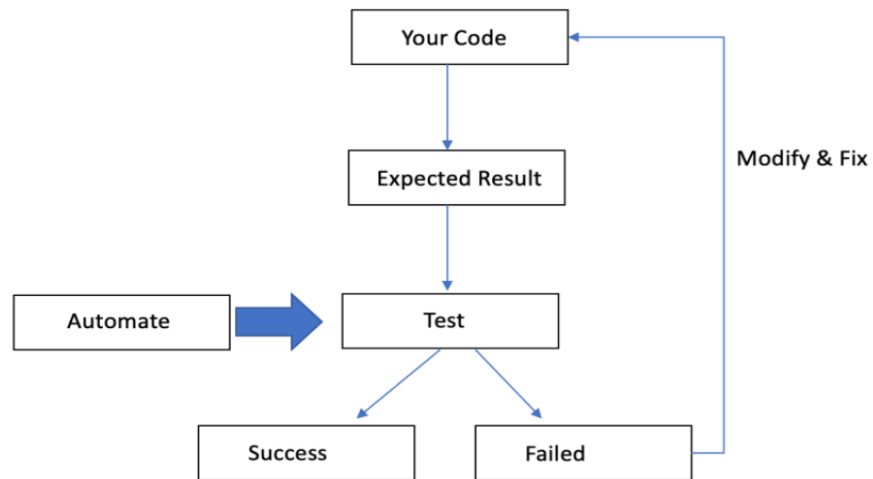 Your Code
Expected Result
Modify & Fix
Automate
Test
Success
Failed